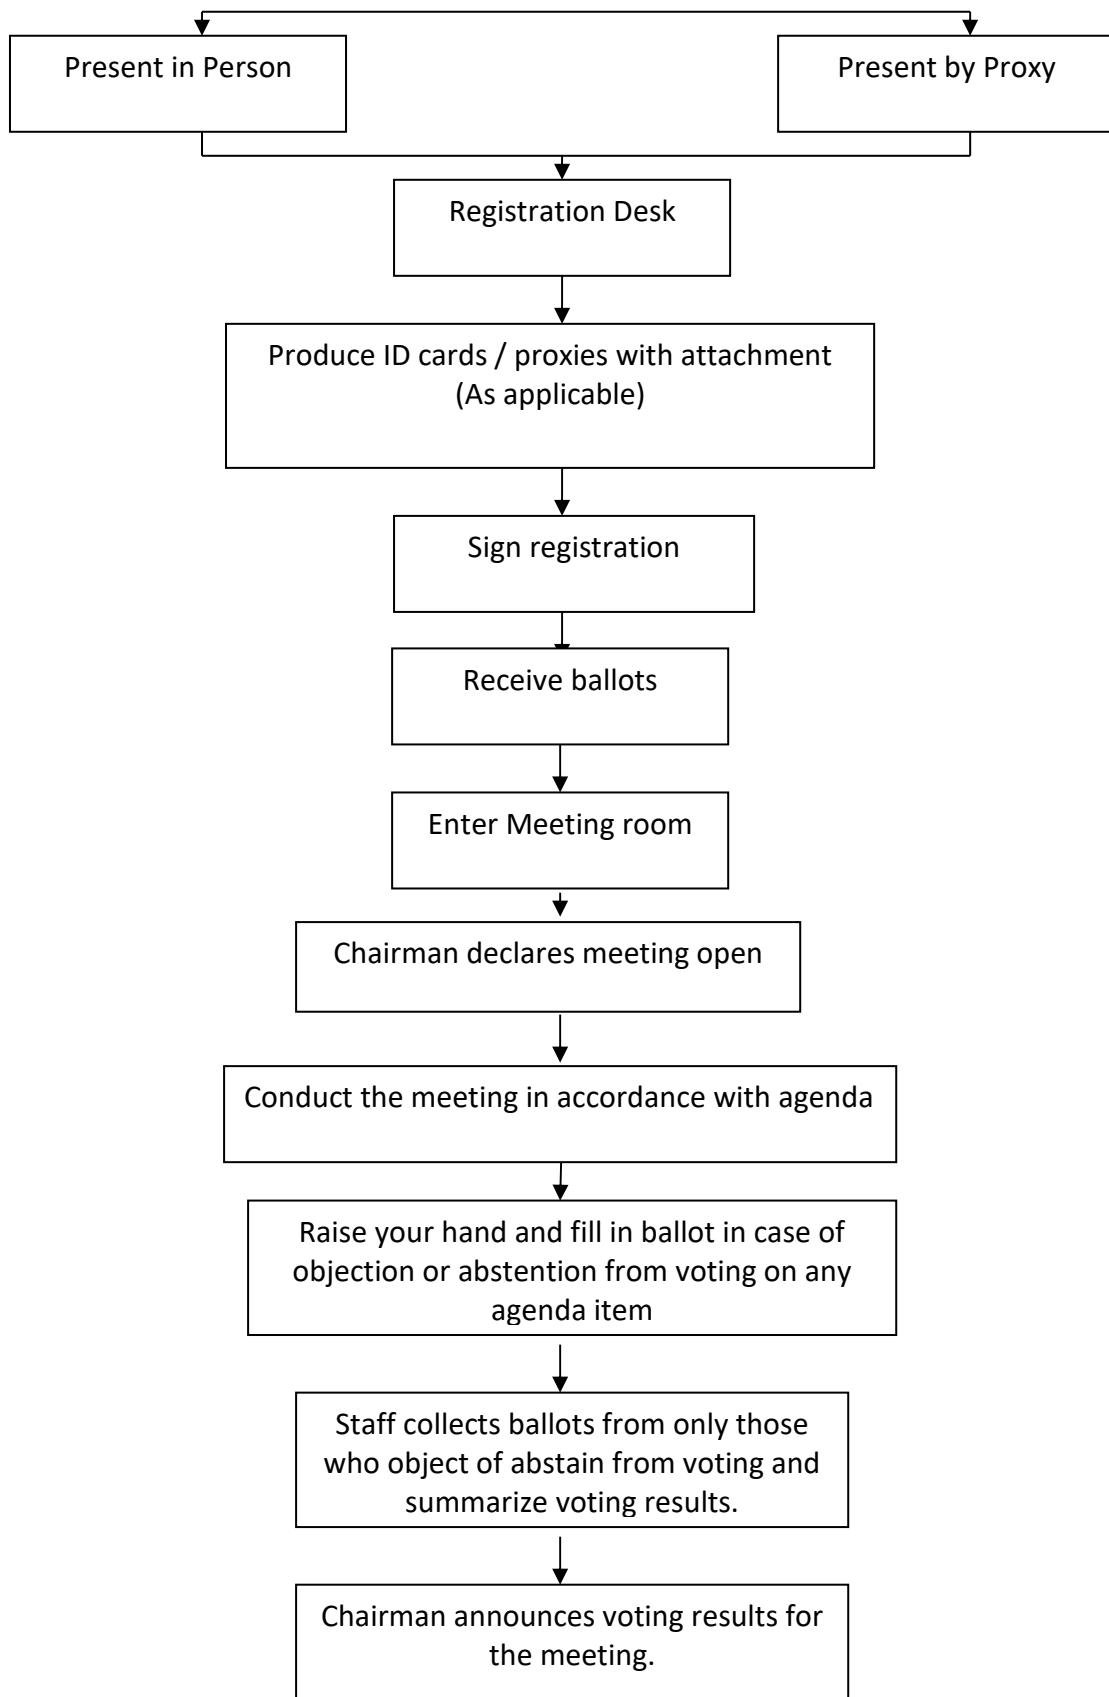 Present in Person
Present by Proxy
Registration Desk
Produce ID cards / proxies with attachment
(As applicable)
Sign registration
Receive ballots
Enter Meeting room
Chairman declares meeting open
Conduct the meeting in accordance with agenda
Raise your hand and fill in ballot in case of
objection or abstention from voting on any
agenda item
Staff collects ballots from only those
who object of abstain from voting and
summarize voting results.
Chairman announces voting results for
the meeting.